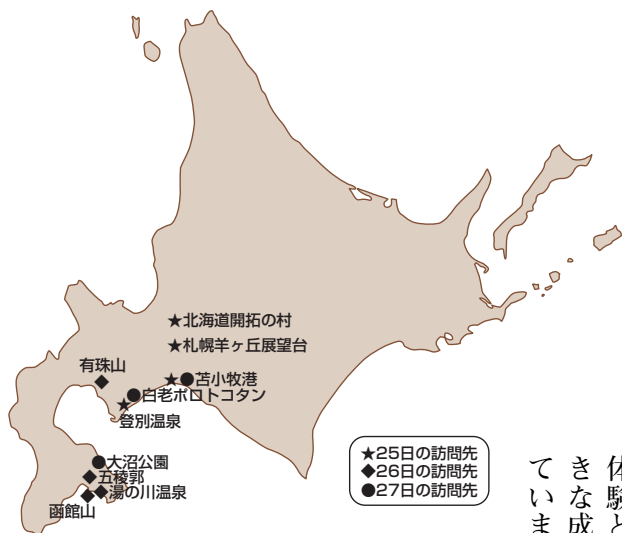 ★北海道開拓の村
★札幌羊ヶ丘展望台
有珠山
◆
★●苫小牧港
●白老ポロトコタン
★
登別温泉
●大沼公園
◆五稜郭
◆湯の川温泉
◆
函館山
★25日の訪問先
◆26日の訪問先
●27日の訪問先
体験と
きな成
ていま